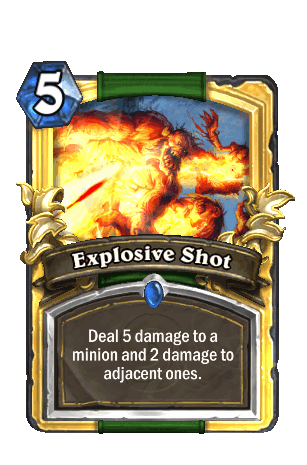 5
Explosive Shot
Deal 5 damage to a
minion and 2 damage to
adjacent ones.